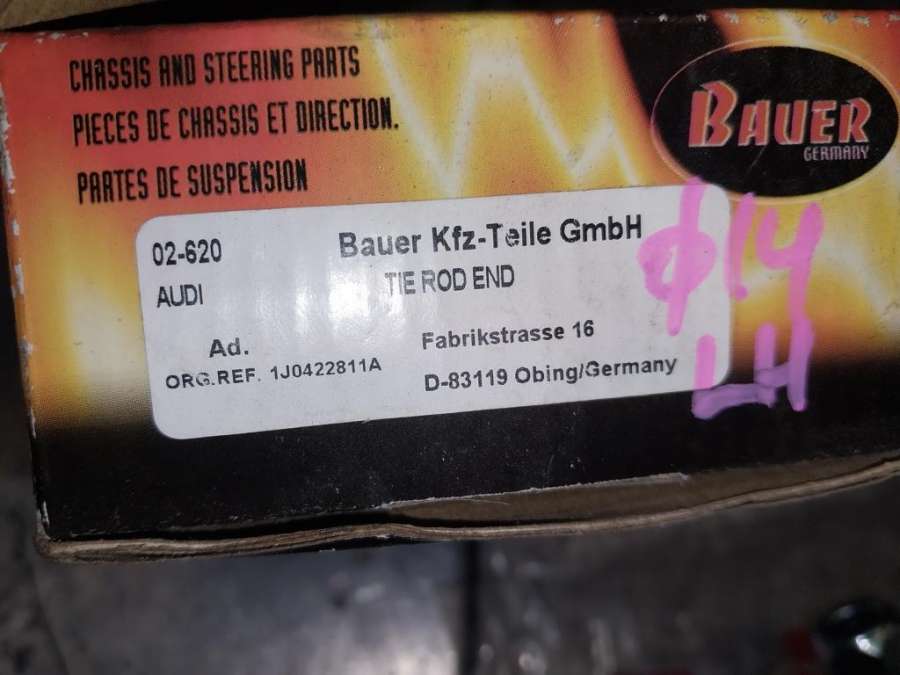 CHASSIS AND STEERING PARTS
PIECES DE CHASSIS ET DIRECTION.
PARTES DE SUSPENSION
BAUER
GERMANY
02-620
Bauer Kfz-Teile GmbH
AUDI
TIE ROD END
ϕ14
LH
Ad.
Fabrikstrasse 16
ORG.REF. 1J0422811A
D-83119 Obing/Germany